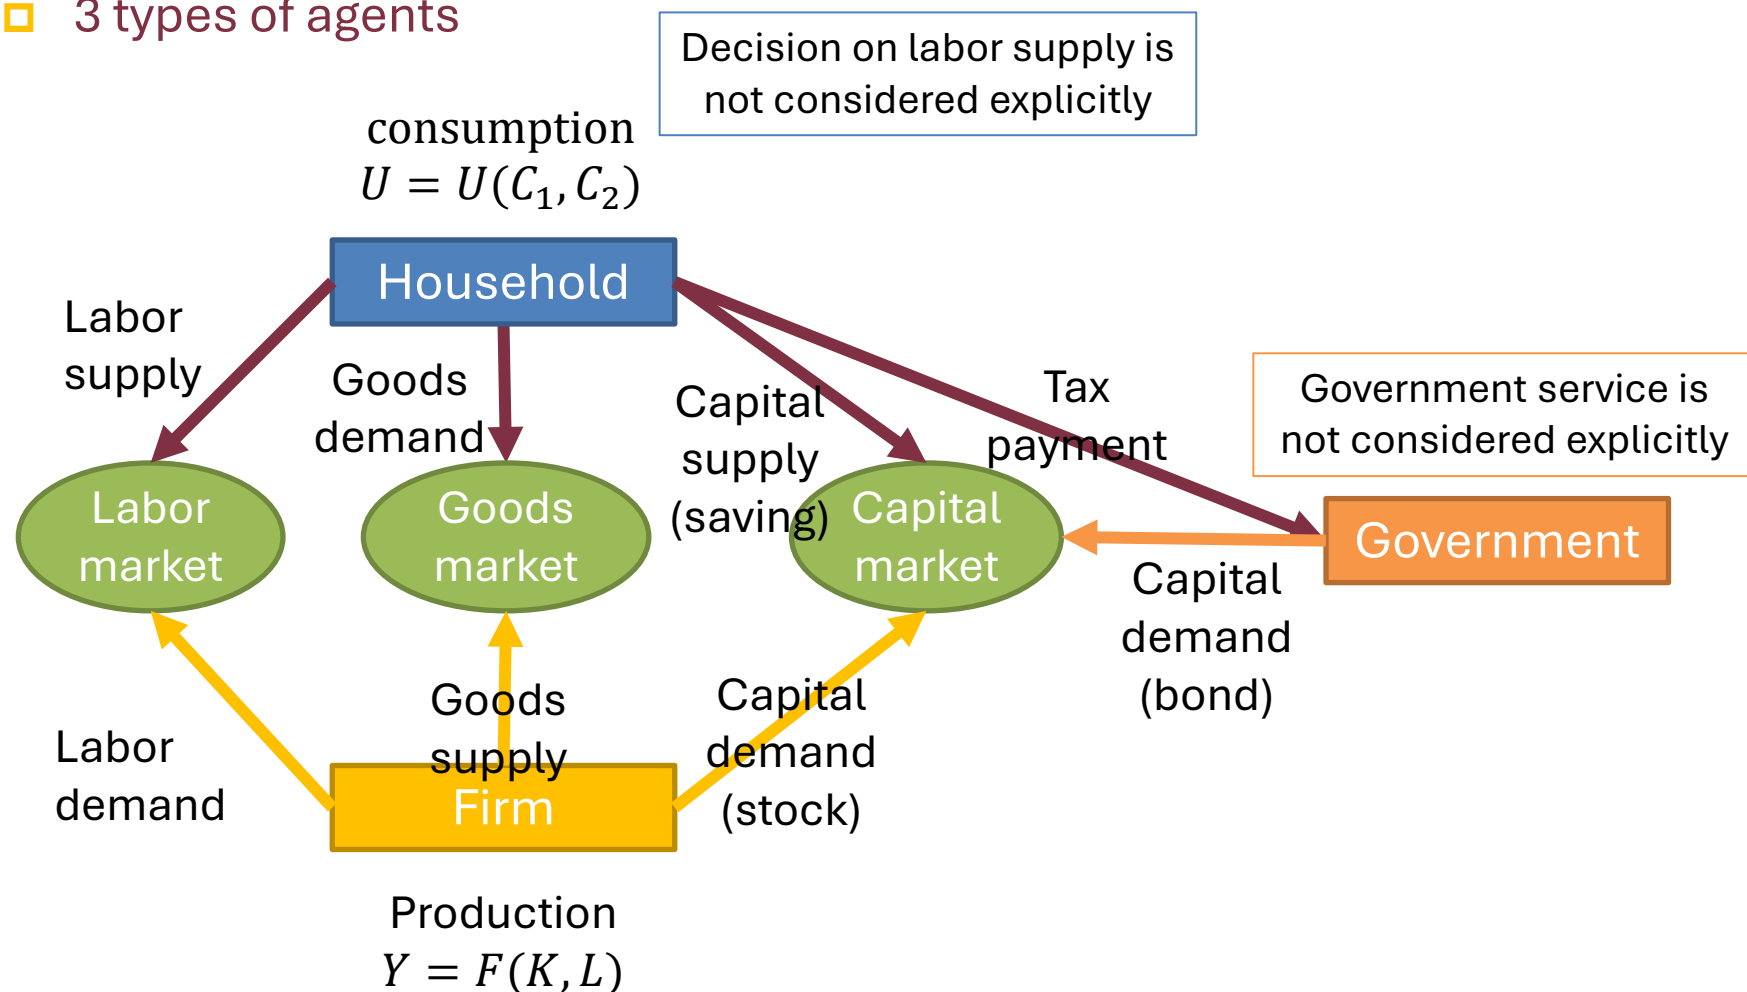 3 types of agents
Decision on labor supply is
not considered explicitly
consumption
U = U(C₁, C₂)
Household
Labor
supply
Goods
demand
Capital
supply
(saving)
Tax
payment
Government service is
not considered explicitly
Labor
market
Goods
market
Capital
market
Government
Capital
demand
(bond)
Labor
demand
Goods
supply
Capital
demand
(stock)
Firm
Production
Y = F(K, L)